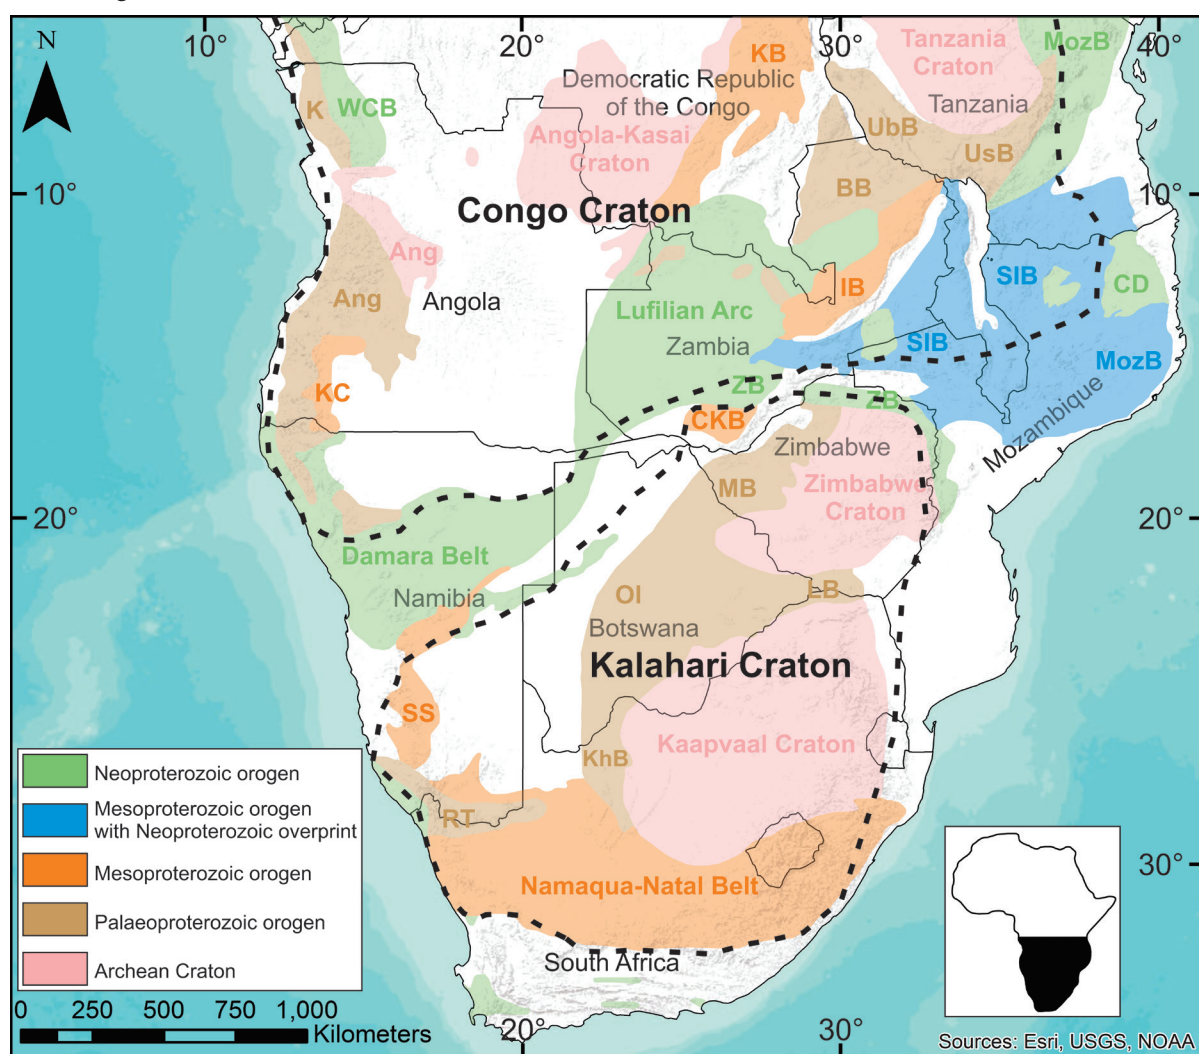 N
10°
20°
30°
40°
KB
Tanzania
Craton
MozB
Democratic Republic
of the Congo
K
WCB
Tanzania
Angola-Kasai
Craton
UbB
UsB
BB
10°
10°
Congo Craton
Ang
Ang
Angola
IB
SIB
CD
Lufilian Arc
Zambia
SIB
MozB
ZB
ZB
KC
CKB
Mozambique
Zimbabwe
MB
Zimbabwe
Craton
20°
20°
Damara Belt
Namibia
OI
LB
Botswana
Kalahari Craton
SS
Kaapvaal Craton
KhB
RT
Namaqua-Natal Belt
30°
South Africa
Neoproterozoic orogen
Mesoproterozoic orogen
with Neoproterozoic overprint
Mesoproterozoic orogen
Palaeoproterozoic orogen
Archean Craton
0 250 500 750 1,000
Kilometers
20°
30°
Sources: Esri, USGS, NOAA